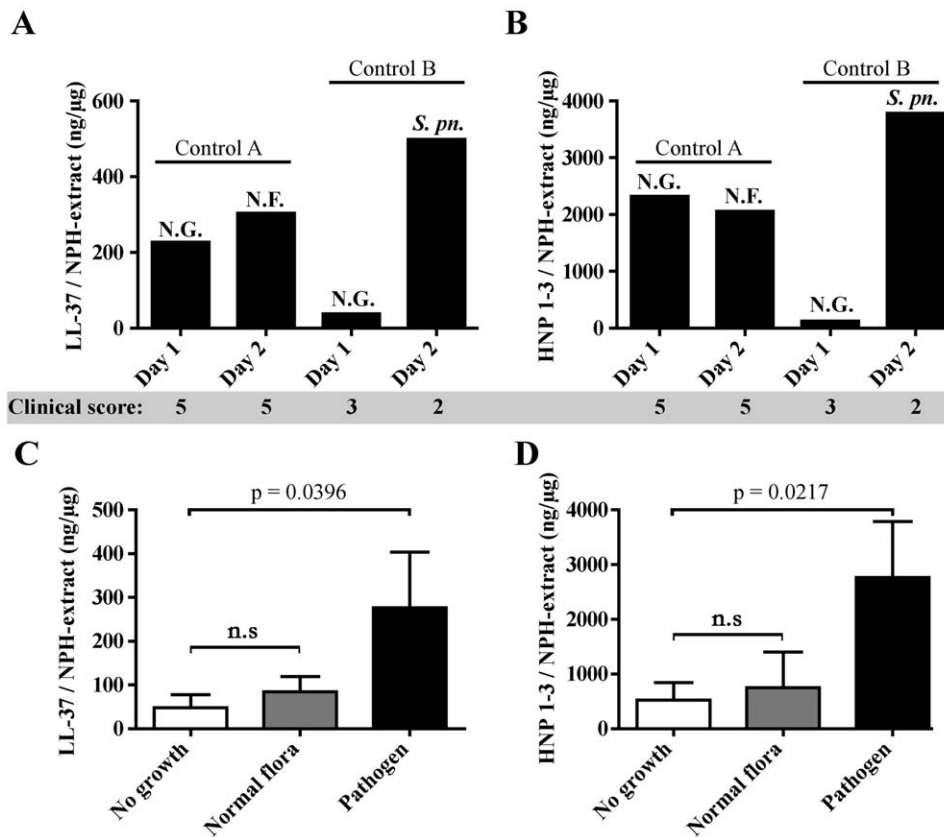 A
LL-37 / NPH-extract (ng/µg)
600
400
200
0
Control A
Control B
N.G.
N.F.
N.G.
S. pn.
Day 1
Day 2
Day 1
Day 2
B
HNP 1-3 / NPH-extract (ng/µg)
4000
3000
2000
1000
0
Control A
Control B
N.G.
N.F.
N.G.
S. pn.
Day 1
Day 2
Day 1
Day 2
Clinical score: 5 5 3 2 5 5 3 2
C
LL-37 / NPH-extract (ng/µg)
500
400
300
200
100
0
p = 0.0396
n.s
No growth
Normal flora
Pathogen
D
HNP 1-3 / NPH-extract (ng/µg)
4000
3000
2000
1000
0
p = 0.0217
n.s
No growth
Normal flora
Pathogen